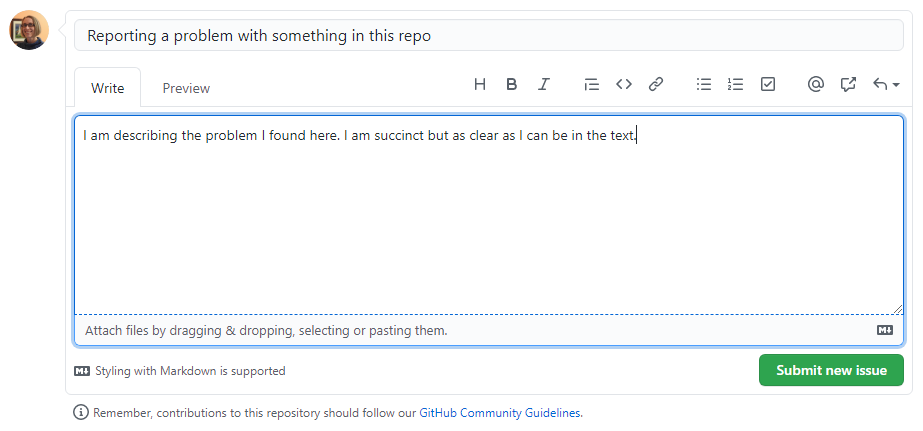 Reporting a problem with something in this repo
Write Preview H B I @
I am describing the problem I found here. I am succinct but as clear as I can be in the text.
Attach files by dragging & dropping, selecting or pasting them.
Styling with Markdown is supported Submit new issue
Remember, contributions to this repository should follow our GitHub Community Guidelines.